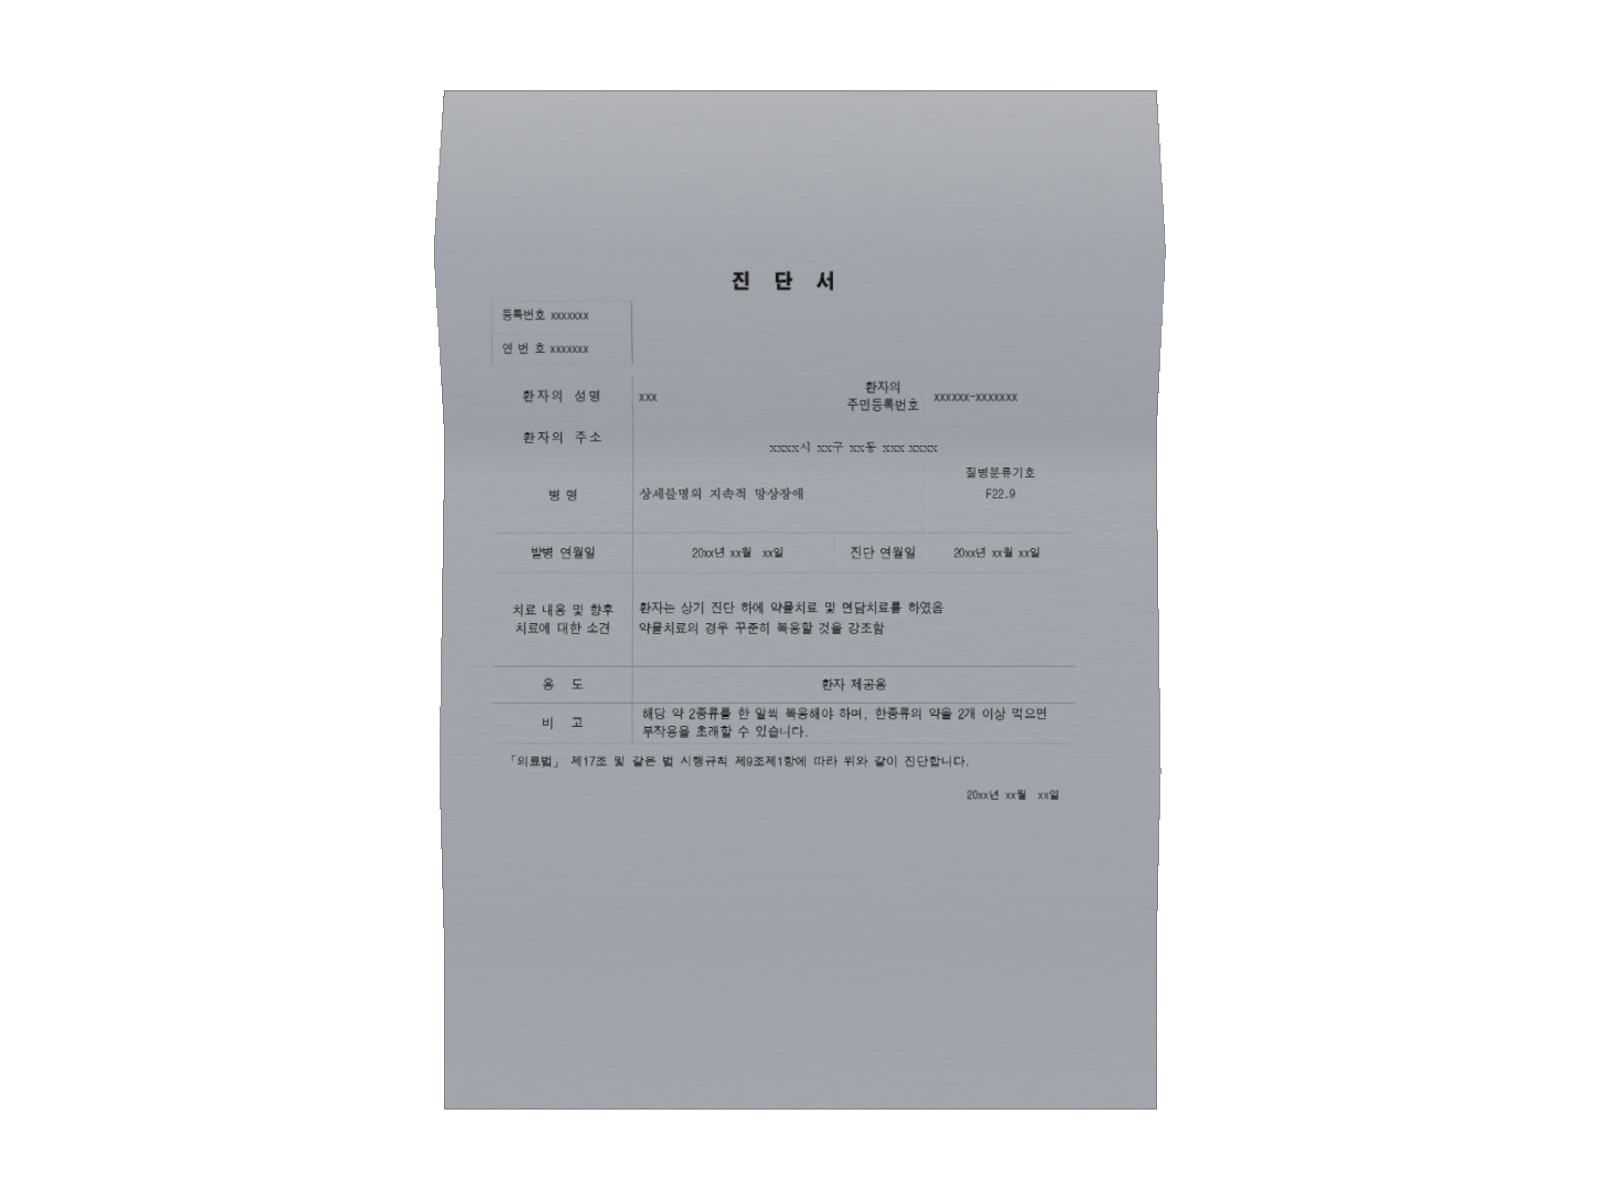 진 단 서
등록번호 xxxxxxx
연 번 호 xxxxxxx
환자의 성명 xxx 환자의 주민등록번호 xxxxxx-xxxxxxx
환자의 주소 xxxx시 xx구 xx동 xxx xxxx
질병분류기호
병 명 상세불명의 지속적 망상장애 F22.9
발병 연월일 20xx년 xx월 xx일 진단 연월일 20xx년 xx월 xx일
치료 내용 및 향후 환자는 상기 진단 하에 약물치료 및 면담치료를 하였음
치료에 대한 소견 약물치료의 경우 꾸준히 복용할 것을 강조함
용 도 환자 제공용
비 고 해당 약 2종류를 한 알씩 복용해야 하며, 한종류의 약을 2개 이상 먹으면
부작용을 초래할 수 있습니다.
「의료법」 제17조 및 같은 법 시행규칙 제9조제1항에 따라 위와 같이 진단합니다.
20xx년 xx월 xx일